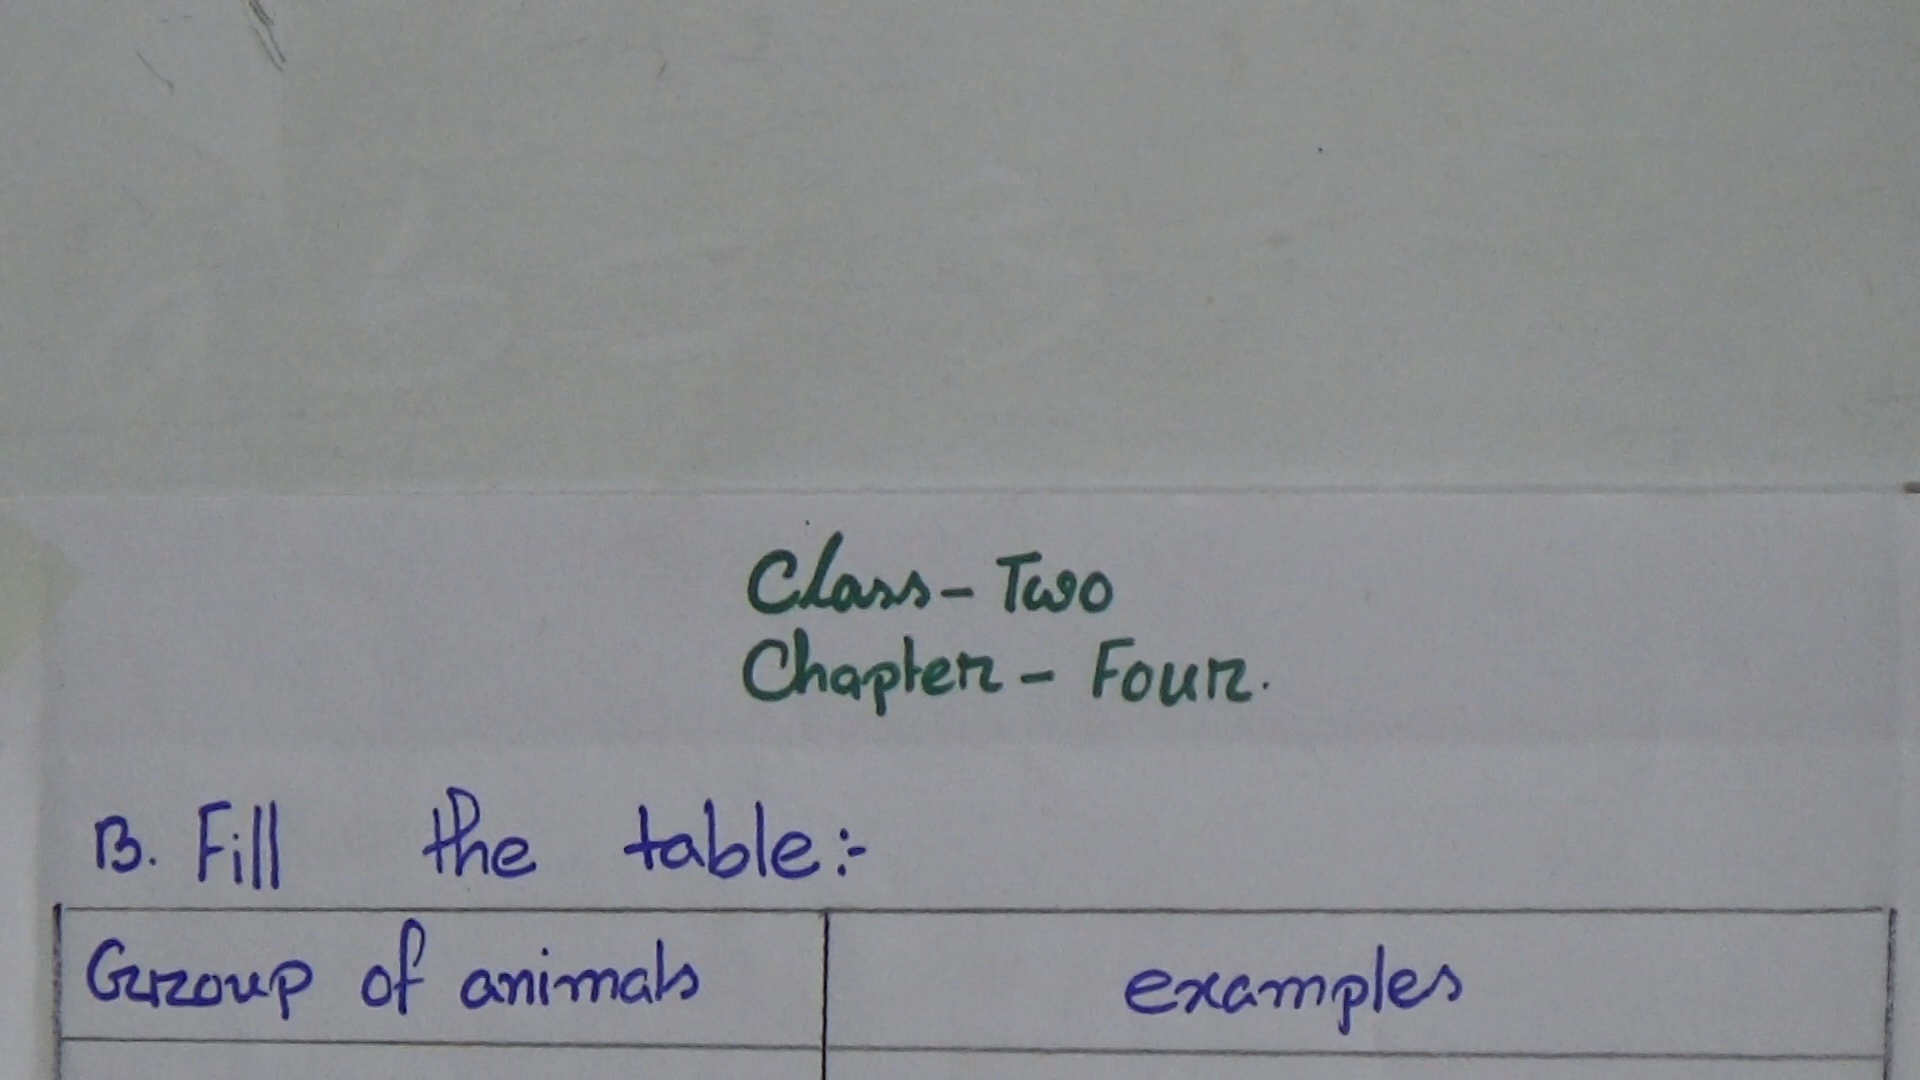 Class - Two
Chapter - Four.
B. Fill the table :-
Group of animals examples